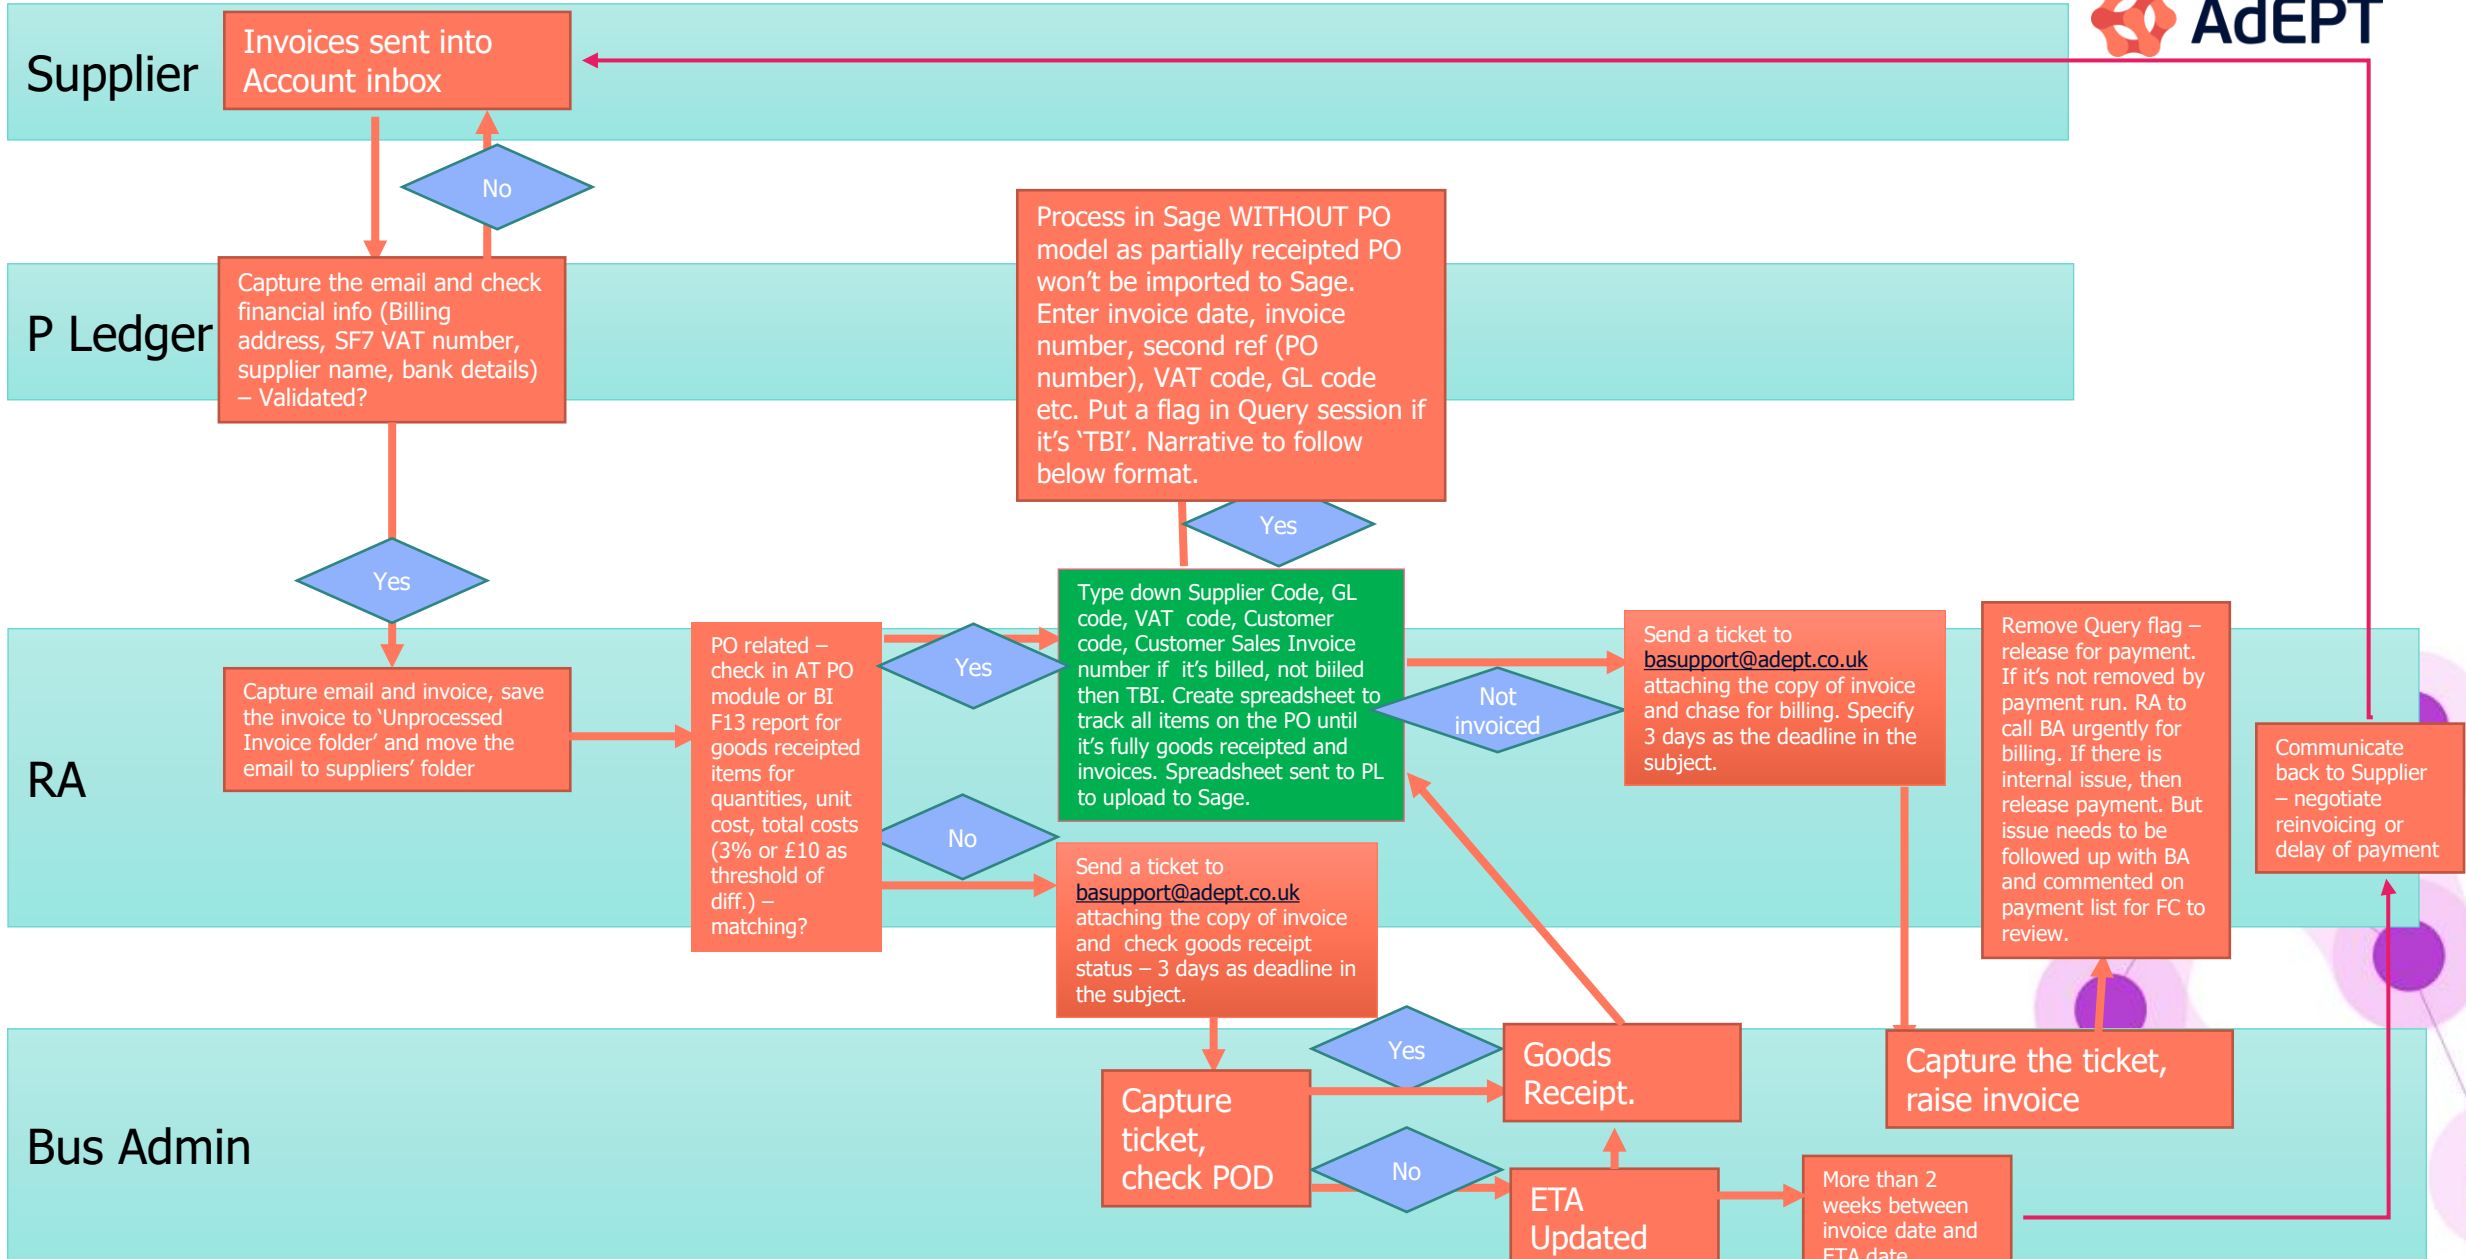 AdEPT
Supplier
Invoices sent into
Account inbox
No
P Ledger
Capture the email and check
financial info (Billing
address, SF7 VAT number,
supplier name, bank details)
– Validated?
Process in Sage WITHOUT PO
model as partially receipted PO
won't be imported to Sage.
Enter invoice date, invoice
number, second ref (PO
number), VAT code, GL code
etc. Put a flag in Query session if
it's 'TBI'. Narrative to follow
below format.
Yes
Yes
RA
Capture email and invoice, save
the invoice to 'Unprocessed
Invoice folder' and move the
email to suppliers' folder
PO related –
check in AT PO
module or BI
F13 report for
goods receipted
items for
quantities, unit
cost, total costs
(3% or £10 as
threshold of
diff.) –
matching?
Yes
No
Type down Supplier Code, GL
code, VAT  code, Customer
code, Customer Sales Invoice
number if  it's billed, not biiled
then TBI. Create spreadsheet to
track all items on the PO until
it's fully goods receipted and
invoices. Spreadsheet sent to PL
to upload to Sage.
Not
invoiced
Send a ticket to
basupport@adept.co.uk
attaching the copy of invoice
and chase for billing. Specify
3 days as the deadline in the
subject.
Remove Query flag –
release for payment.
If it's not removed by
payment run. RA to
call BA urgently for
billing. If there is
internal issue, then
release payment. But
issue needs to be
followed up with BA
and commented on
payment list for FC to
review.
Communicate
back to Supplier
– negotiate
reinvoicing or
delay of payment
Send a ticket to
basupport@adept.co.uk
attaching the copy of invoice
and  check goods receipt
status – 3 days as deadline in
the subject.
Bus Admin
Capture
ticket,
check POD
Yes
No
Goods
Receipt.
ETA
Updated
Capture the ticket,
raise invoice
More than 2
weeks between
invoice date and
ETA date